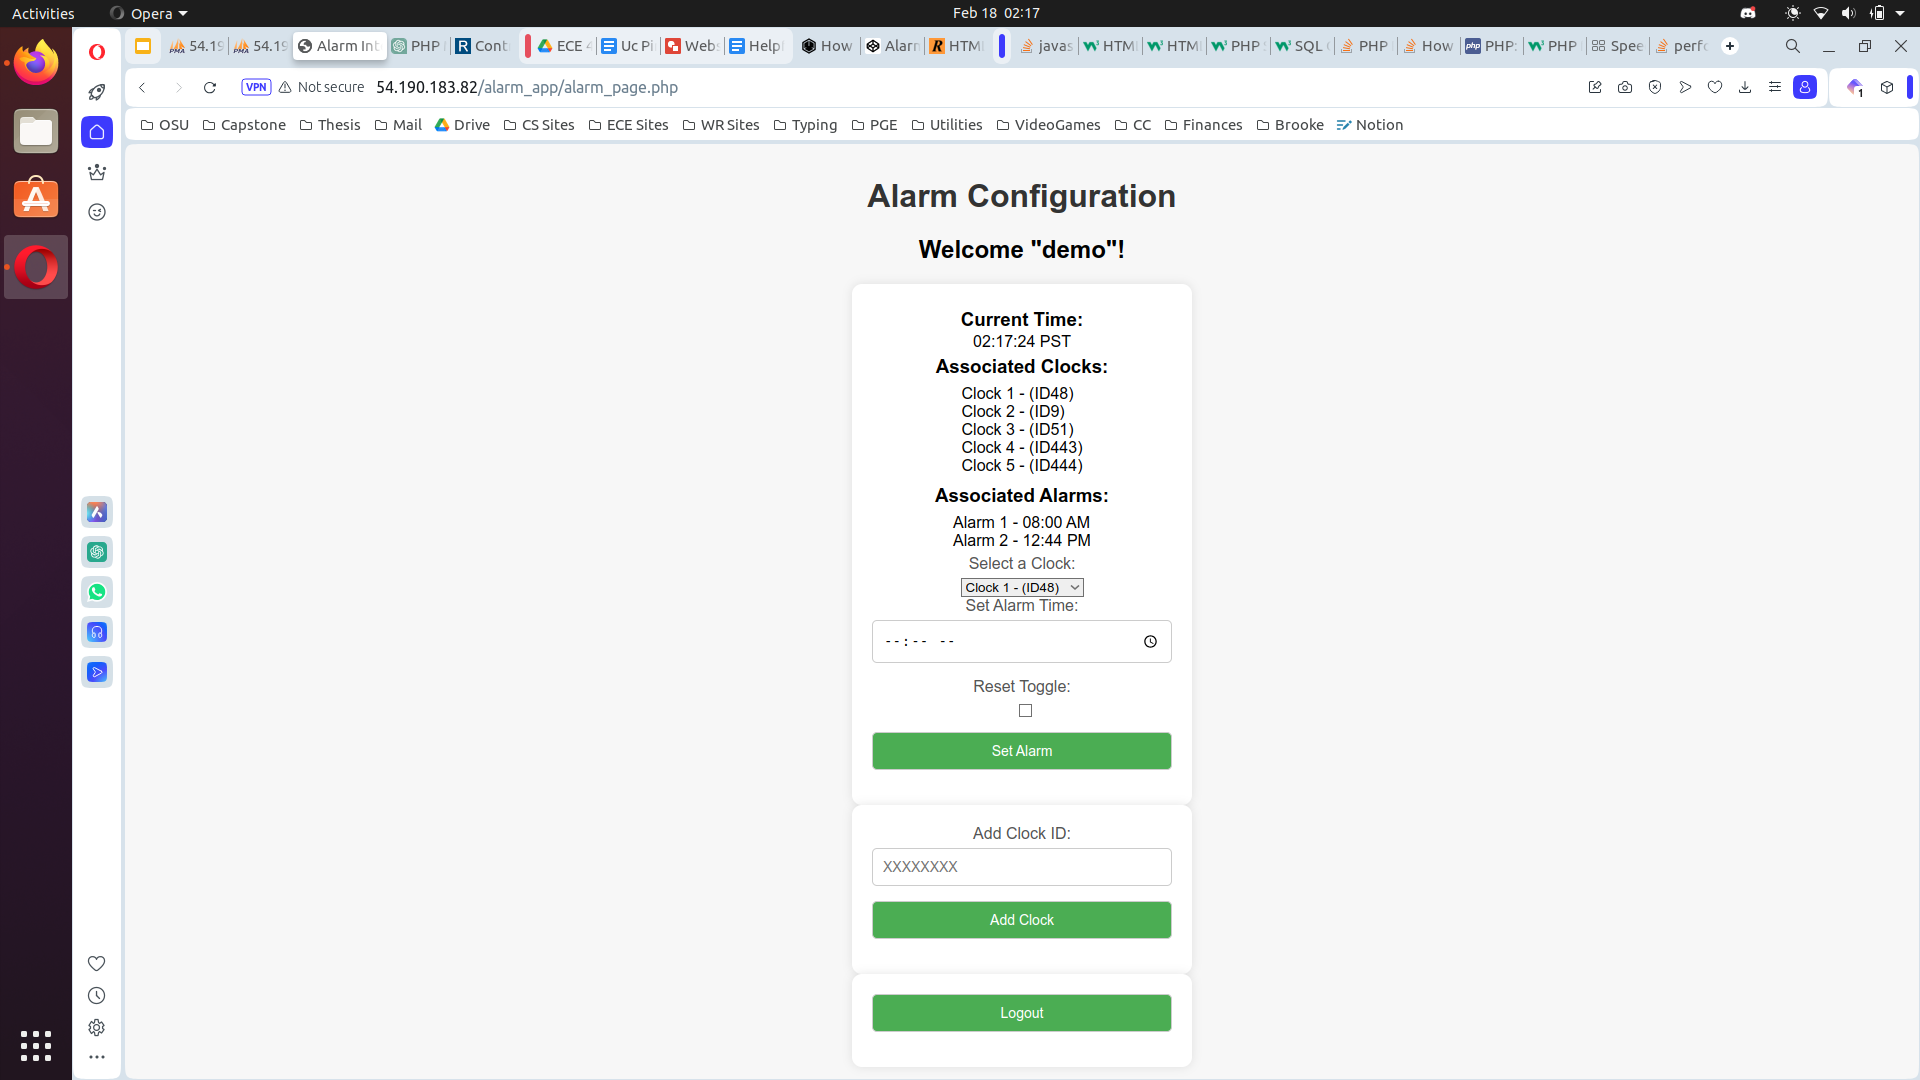 Activities Opera Feb 18 02:17
54.19 54.19 Alarm Int PHP Cont ECE 4 Uc Pi Webs Help How Alarm HTM javas HTM HTM PHP SQL PHP How PHP: PHP Spee perfo
VPN Not secure 54.190.183.82/alarm_app/alarm_page.php 1
OSU Capstone Thesis Mail Drive CS Sites ECE Sites WR Sites Typing PGE Utilities VideoGames CC Finances Brooke Notion
Alarm Configuration
Welcome "demo"!
Current Time:
02:17:24 PST
Associated Clocks:
Clock 1 - (ID48)
Clock 2 - (ID9)
Clock 3 - (ID51)
Clock 4 - (ID443)
Clock 5 - (ID444)
Associated Alarms:
Alarm 1 - 08:00 AM
Alarm 2 - 12:44 PM
Select a Clock:
Clock 1 - (ID48)
Set Alarm Time:
--:-- --
Reset Toggle:
Set Alarm
Add Clock ID:
XXXXXXXX
Add Clock
Logout